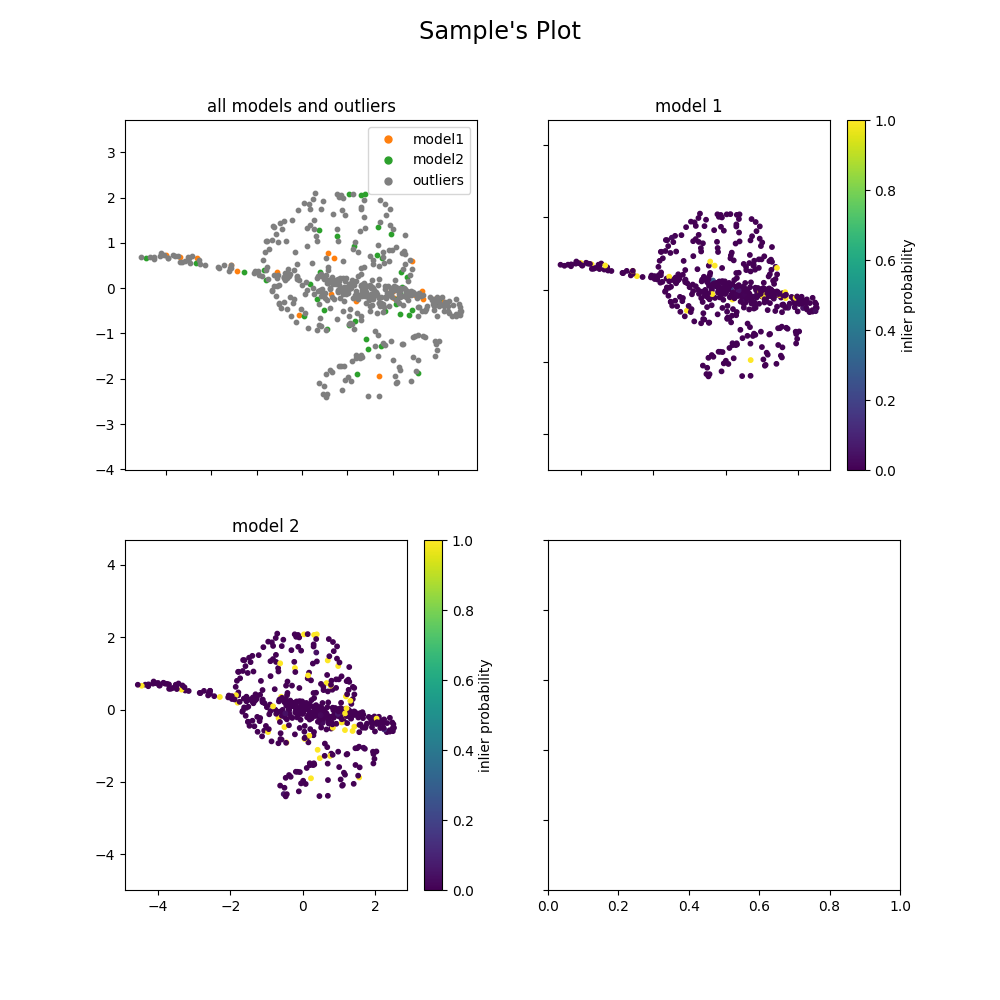 Sample's Plot
all models and outliers
model1
model2
outliers
3
2
1
0
−1
−2
−3
−4
model 1
1.0
0.8
0.6
0.4
0.2
0.0
inlier probability
model 2
4
2
0
−2
−4
−4 −2 0 2
1.0
0.8
0.6
0.4
0.2
0.0
inlier probability
0.0 0.2 0.4 0.6 0.8 1.0